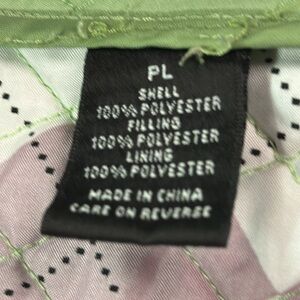 PL
SHELL
100% POLYESTER
FILLING
100% POLYESTER
LINING
100% POLYESTER
MADE IN CHINA
CARE ON REVERSE